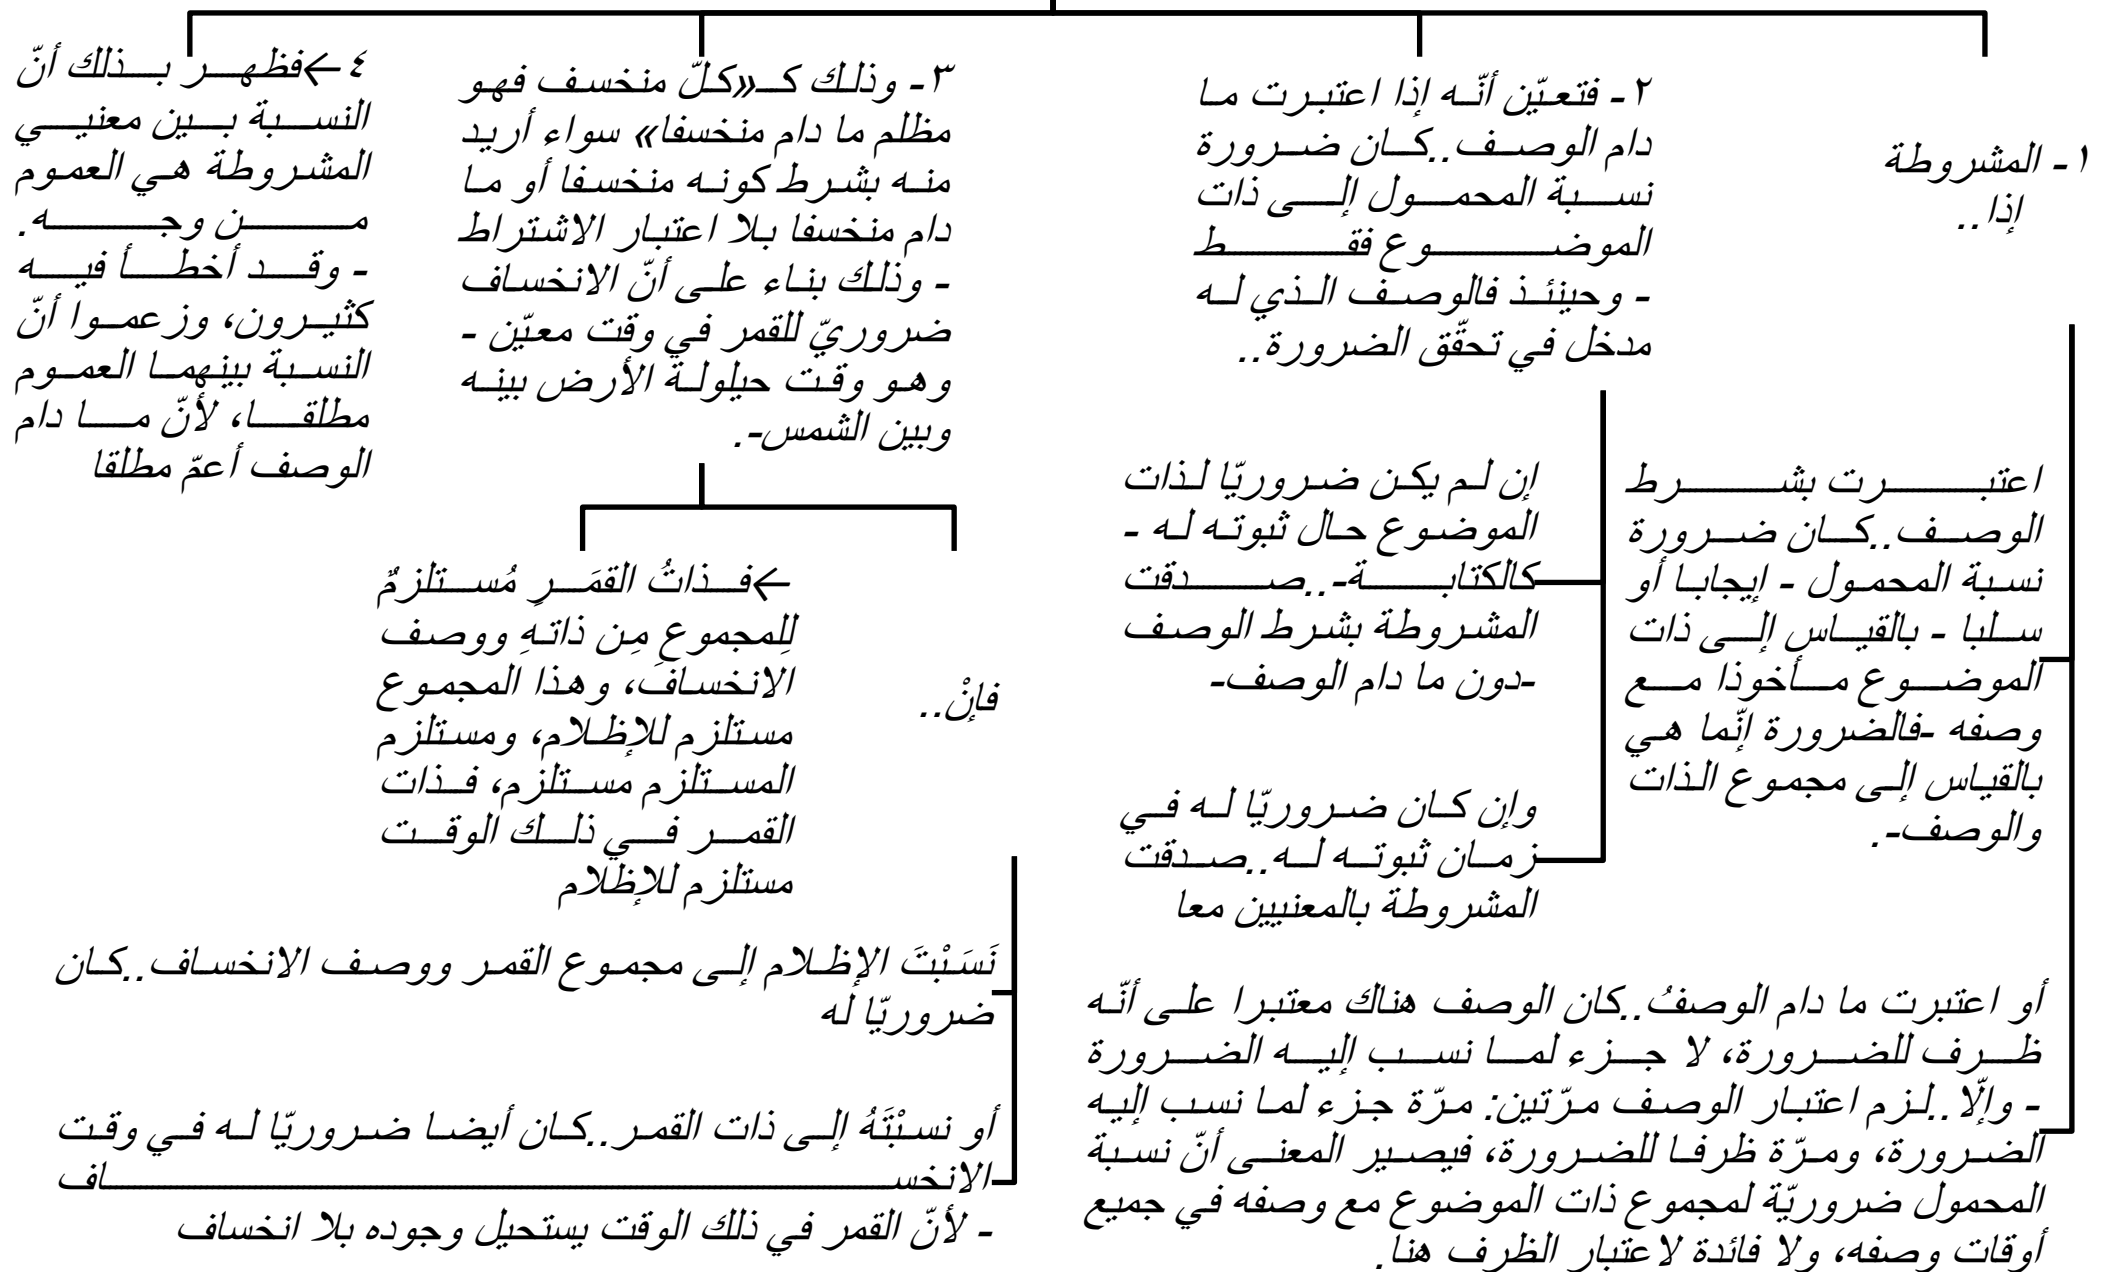 ١- المشروطة
إذا..
اعتبرت بشرط
الوصف..كان ضرورة
نسبة المحمول - إيجابا أو
سلبا - بالقياس إلى ذات
الموضوع مأخوذا مع
وصفه -فالضرورة إنّما هي
بالقياس إلى مجموع الذات
والوصف-.
أو اعتبرت ما دام الوصفُ..كان الوصف هناك معتبرا على أنّه
ظرف للضرورة، لا جزء لما نسب إليه الضرورة
- وإلّا..لزم اعتبار الوصف مرّتين: مرّة جزء لما نسب إليه
الضرورة، ومرّة ظرفا للضرورة، فيصير المعنى أنّ نسبة
المحمول ضروريّة لمجموع ذات الموضوع مع وصفه في جميع
أوقات وصفه، ولا فائدة لاعتبار الظرف هنا.
٢- فتعيّن أنّه إذا اعتبرت ما
دام الوصف..كان ضرورة
نسبة المحمول إلى ذات
الموضوع فقط
- وحينئذ فالوصف الذي له
مدخل في تحقّق الضرورة..
إن لم يكن ضروريّا لذات
الموضوع حال ثبوته له -
كالكتابة-..صدقت
المشروطة بشرط الوصف
-دون ما دام الوصف-
وإن كان ضروريّا له في
زمان ثبوته له..صدقت
المشروطة بالمعنيين معا
٣- وذلك كـ«كلّ منخسف فهو
مظلم ما دام منخسفا» سواء أريد
منه بشرط كونه منخسفا أو ما
دام منخسفا بلا اعتبار الاشتراط
- وذلك بناء على أنّ الانخساف
ضروريّ للقمر في وقت معيّن -
وهو وقت حيلولة الأرض بينه
وبين الشمس-.
فإنْ..
نَسَبْتَ الإظلام إلى مجموع القمر ووصف الانخساف..كان
ضروريّا له
أو نسبْتَهُ إلى ذات القمر..كان أيضا ضروريّا له في وقت
الانخساف
- لأنّ القمر في ذلك الوقت يستحيل وجوده بلا انخساف
←فذاتُ القمَرِ مُستلزمٌ
لِلمجموعِ مِن ذاتهِ ووصف
الانخسافِ، وهذا المجموع
مستلزم للإظلام، ومستلزم
المستلزم مستلزم، فذات
القمر في ذلك الوقت
مستلزم للإظلام
٤←فظهر بذلك أنّ
النسبة بين معنيي
المشروطة هي العموم
من وجه.
- وقد أخطأ فيه
كثيرون، وزعموا أنّ
النسبة بينهما العموم
مطلقا، لأنّ ما دام
الوصف أعمّ مطلقا